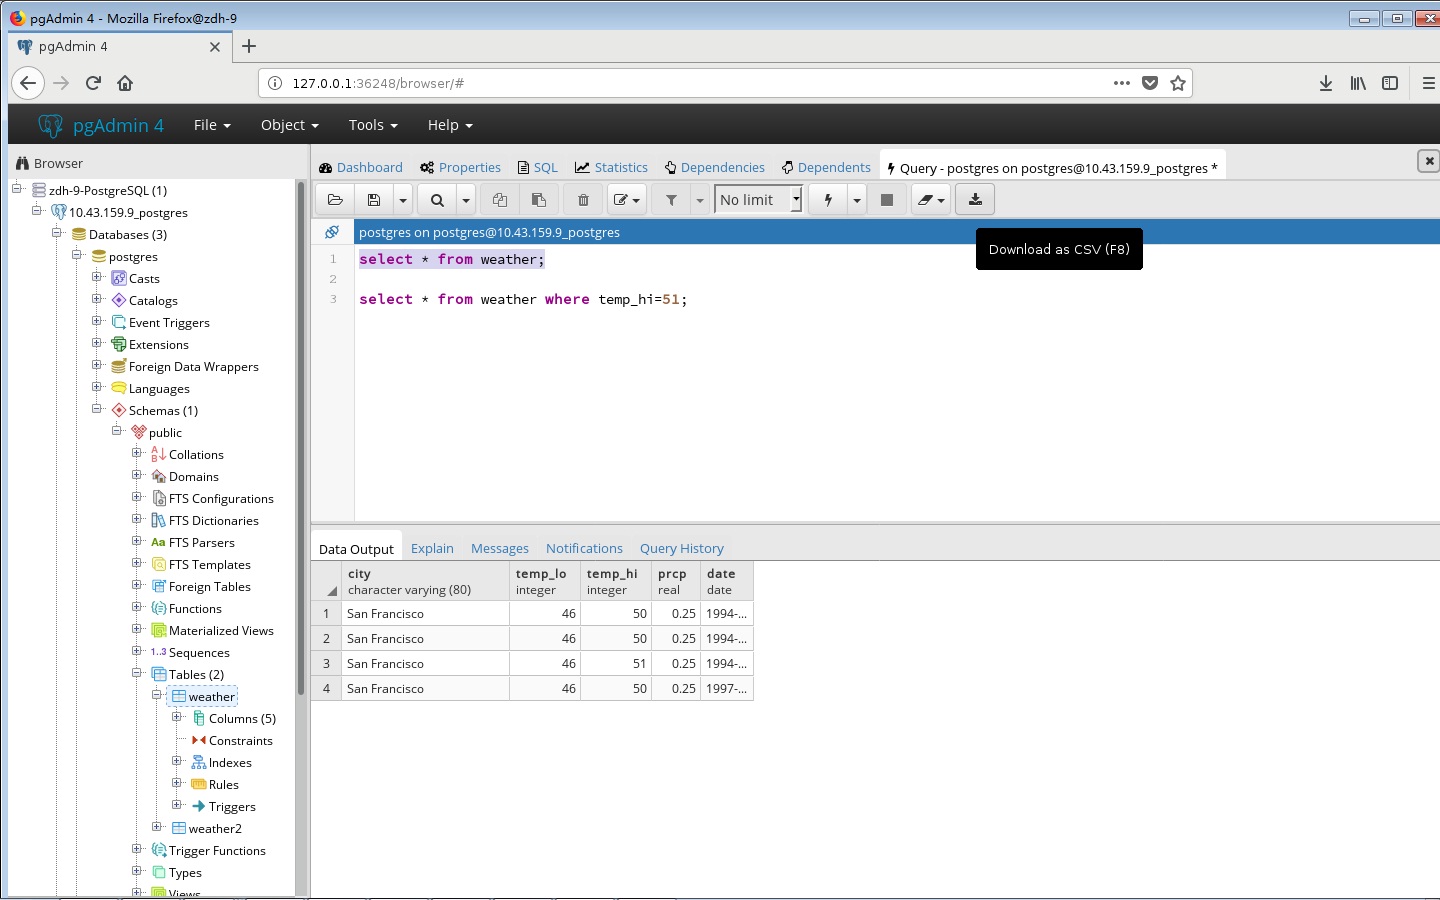 pgAdmin 4 - Mozilla Firefox@zdh-9
pgAdmin 4
127.0.0.1:36248/browser/#
pgAdmin 4 File Object Tools Help
Browser
Dashboard Properties SQL Statistics Dependencies Dependents Query - postgres on postgres@10.43.159.9_postgres *
No limit
postgres on postgres@10.43.159.9_postgres
Download as CSV (F8)
1 select * from weather;
2
3 select * from weather where temp_hi=51;
zdh-9-PostgreSQL (1)
10.43.159.9_postgres
Databases (3)
postgres
Casts
Catalogs
Event Triggers
Extensions
Foreign Data Wrappers
Languages
Schemas (1)
public
Collations
Domains
FTS Configurations
FTS Dictionaries
Aa FTS Parsers
FTS Templates
Foreign Tables
Functions
Materialized Views
1..3 Sequences
Tables (2)
weather
Columns (5)
Constraints
Indexes
Rules
Triggers
weather2
Trigger Functions
Types
Views
Data Output Explain Messages Notifications Query History
city temp_lo temp_hi prcp date
character varying (80) integer integer real date
1 San Francisco 46 50 0.25 1994-...
2 San Francisco 46 50 0.25 1994-...
3 San Francisco 46 51 0.25 1994-...
4 San Francisco 46 50 0.25 1997-...